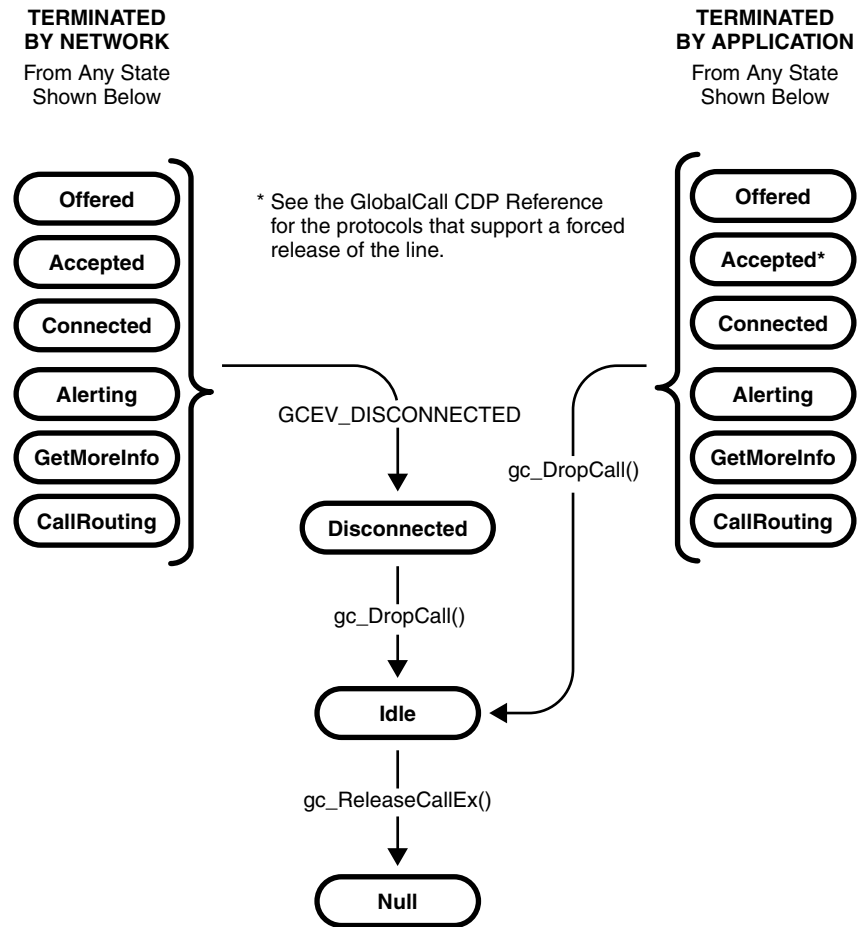 TERMINATED
BY NETWORK
From Any State
Shown Below
TERMINATED
BY APPLICATION
From Any State
Shown Below
Offered
Accepted
Connected
Alerting
GetMoreInfo
CallRouting
* See the GlobalCall CDP Reference
for the protocols that support a forced
release of the line.
Offered
Accepted*
Connected
Alerting
GetMoreInfo
CallRouting
GCEV_DISCONNECTED
gc_DropCall()
Disconnected
gc_DropCall()
Idle
gc_ReleaseCallEx()
Null